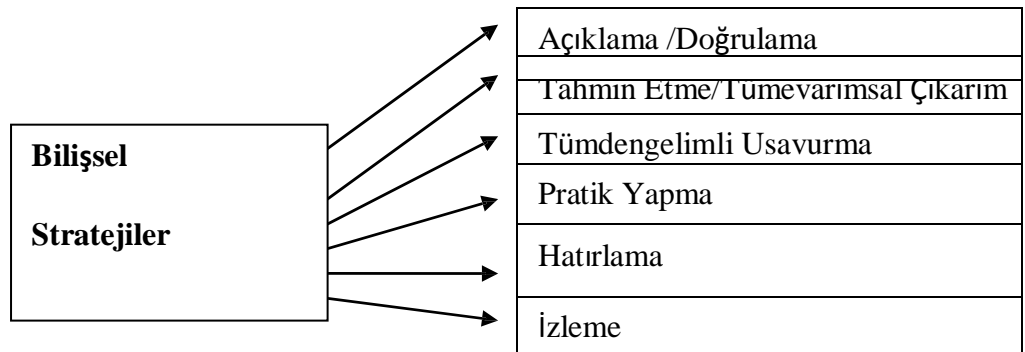 Açıklama /Doğrulama
Tahmin Etme/Tümevarımsal Çıkarım
Bilişsel
Stratejiler
Tümdengelimli Usavurma
Pratik Yapma
Hatırlama
İzleme